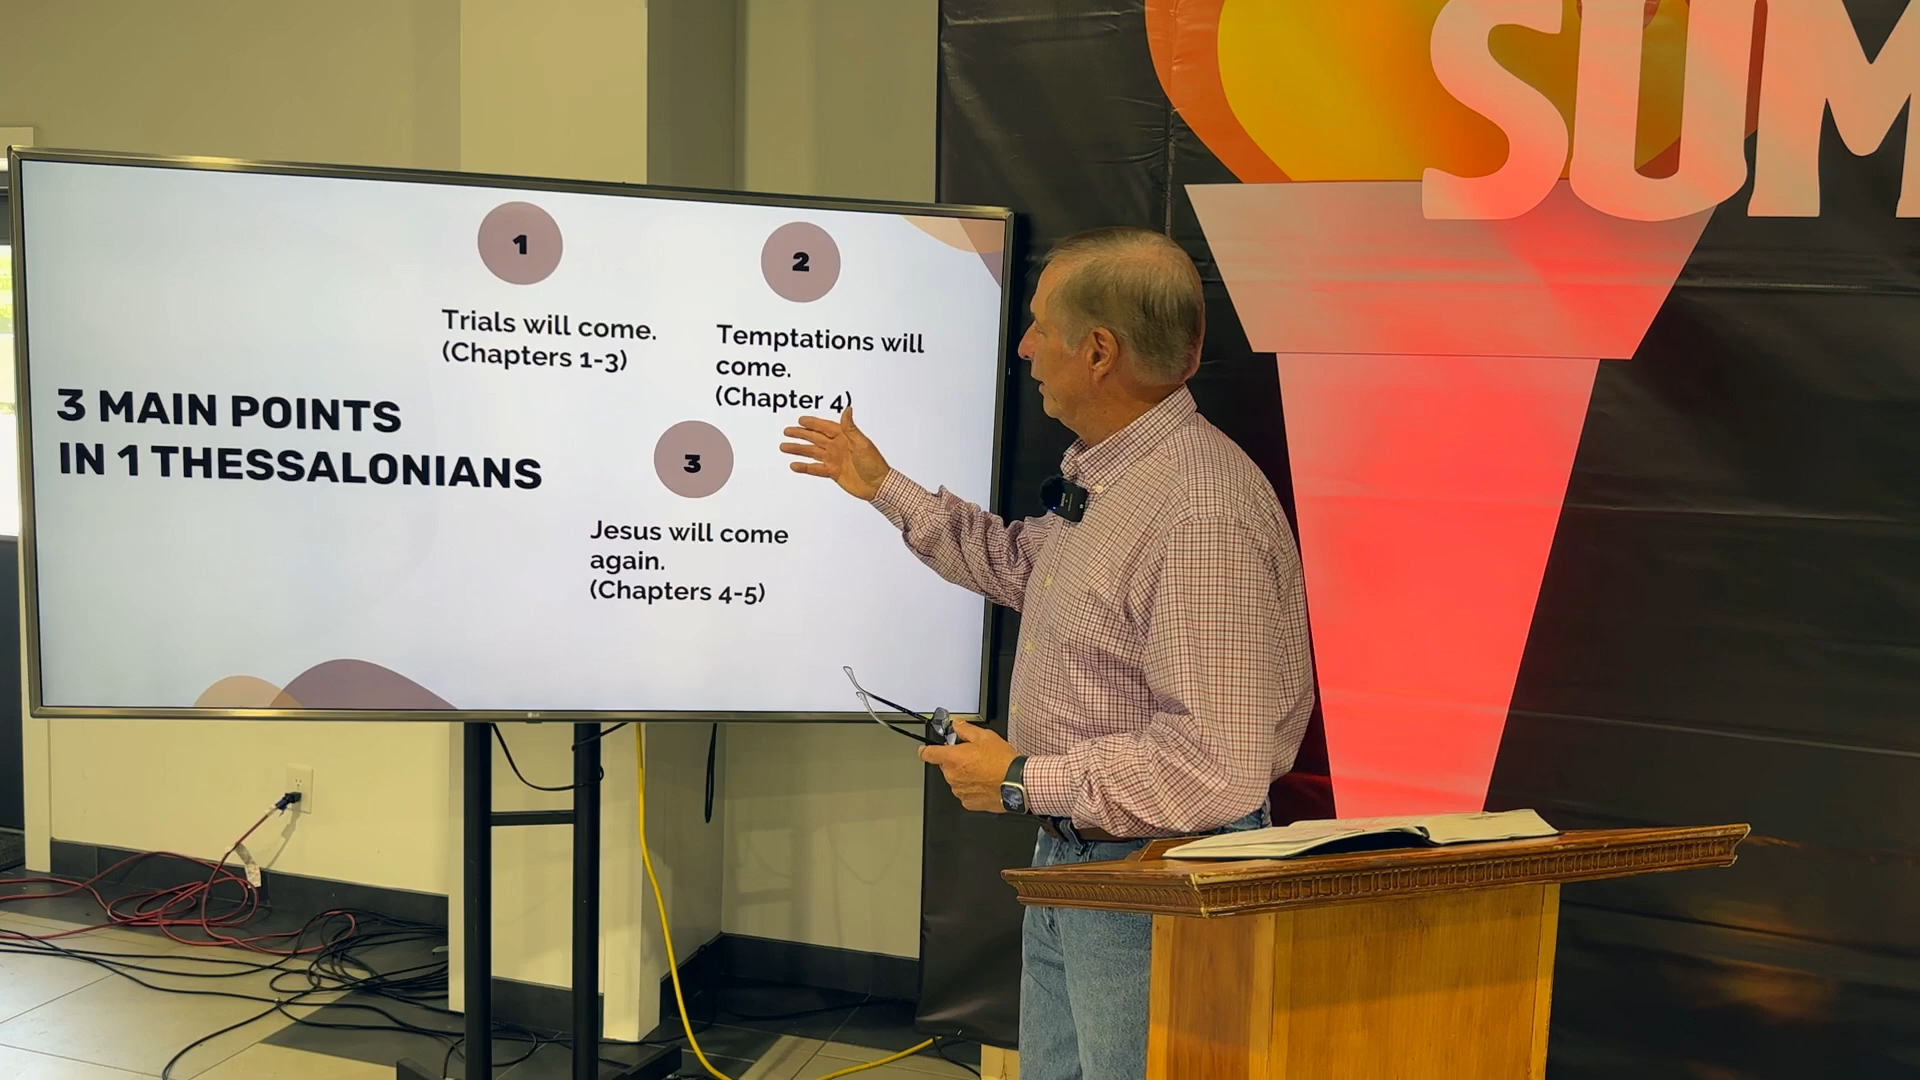 SUM
1
Trials will come.
(Chapters 1-3)
2
Temptations will
come.
(Chapter 4)
3 MAIN POINTS
IN 1 THESSALONIANS
3
Jesus will come
again.
(Chapters 4-5)
LG